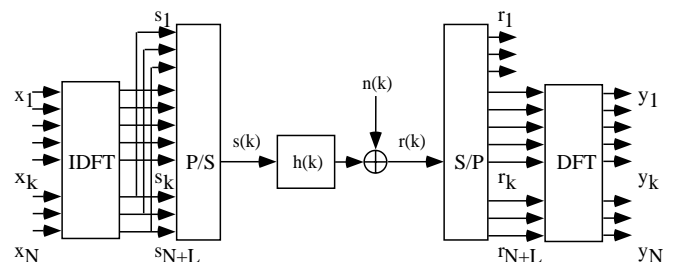 s1
r1
n(k)
x1
y1
s(k)
r(k)
IDFT
P/S
h(k)
S/P
DFT
xk
sk
rk
yk
xN
sN+L
rN+L
yN